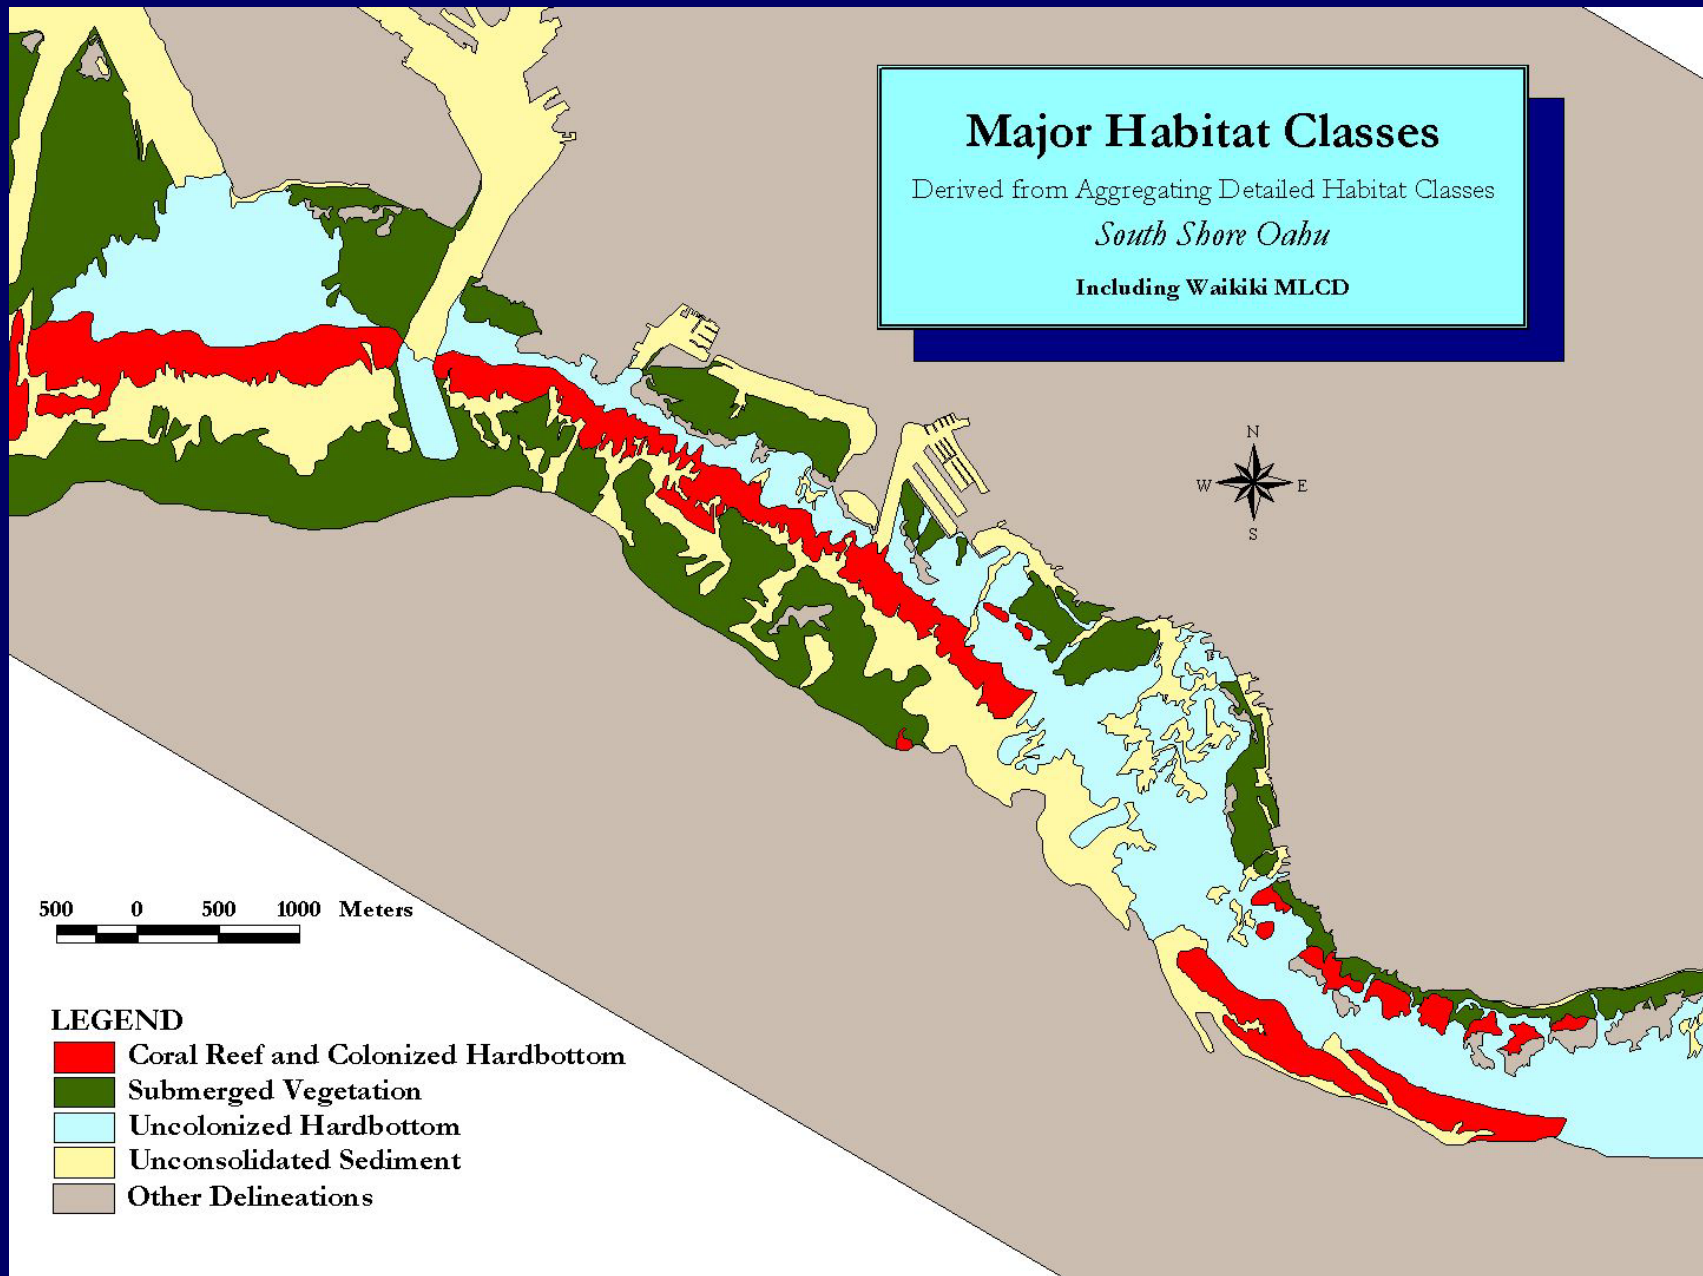 Major Habitat Classes
Derived from Aggregating Detailed Habitat Classes
South Shore Oahu
Including Waikiki MLCD
N
W E
S
500 0 500 1000 Meters
LEGEND
Coral Reef and Colonized Hardbottom
Submerged Vegetation
Uncolonized Hardbottom
Unconsolidated Sediment
Other Delineations